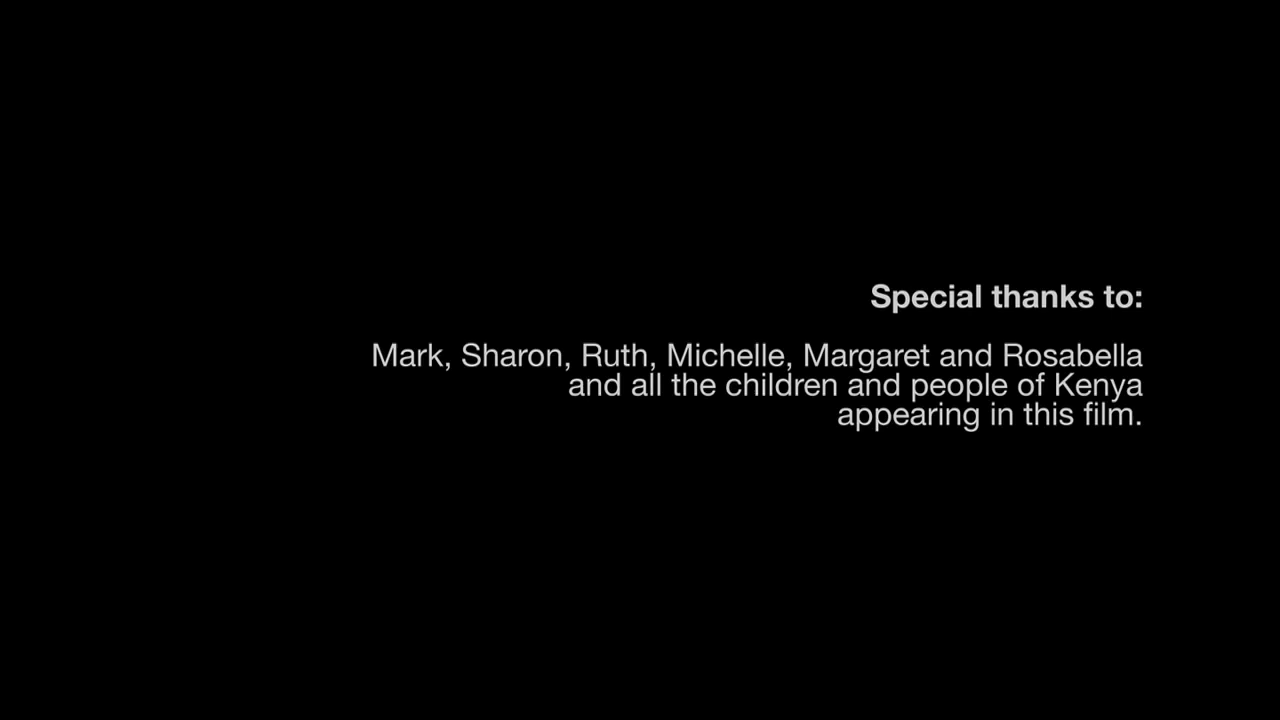 Special thanks to:
Mark, Sharon, Ruth, Michelle, Margaret and Rosabella
and all the children and people of Kenya
appearing in this film.